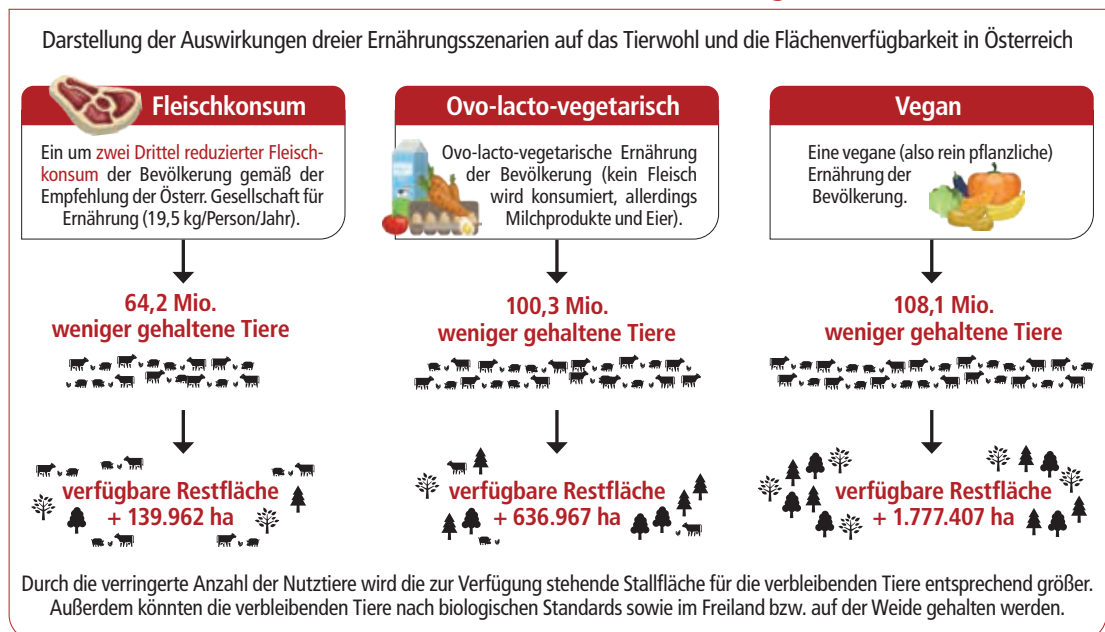 Darstellung der Auswirkungen dreier Ernährungsszenarien auf das Tierwohl und die Flächenverfügbarkeit in Österreich
Fleischkonsum
Ein um zwei Drittel reduzierter Fleisch-
konsum der Bevölkerung gemäß der
Empfehlung der Österr. Gesellschaft für
Ernährung (19,5 kg/Person/Jahr).
64,2 Mio.
weniger gehaltene Tiere
verfügbare Restfläche
+ 139.962 ha
Ovo-lacto-vegetarisch
Ovo-lacto-vegetarische Ernährung
der Bevölkerung (kein Fleisch
wird konsumiert, allerdings
Milchprodukte und Eier).
100,3 Mio.
weniger gehaltene Tiere
verfügbare Restfläche
+ 636.967 ha
Vegan
Eine vegane (also rein pflanzliche)
Ernährung der
Bevölkerung.
108,1 Mio.
weniger gehaltene Tiere
verfügbare Restfläche
+ 1.777.407 ha
Durch die verringerte Anzahl der Nutztiere wird die zur Verfügung stehende Stallfläche für die verbleibenden Tiere entsprechend größer.
Außerdem könnten die verbleibenden Tiere nach biologischen Standards sowie im Freiland bzw. auf der Weide gehalten werden.